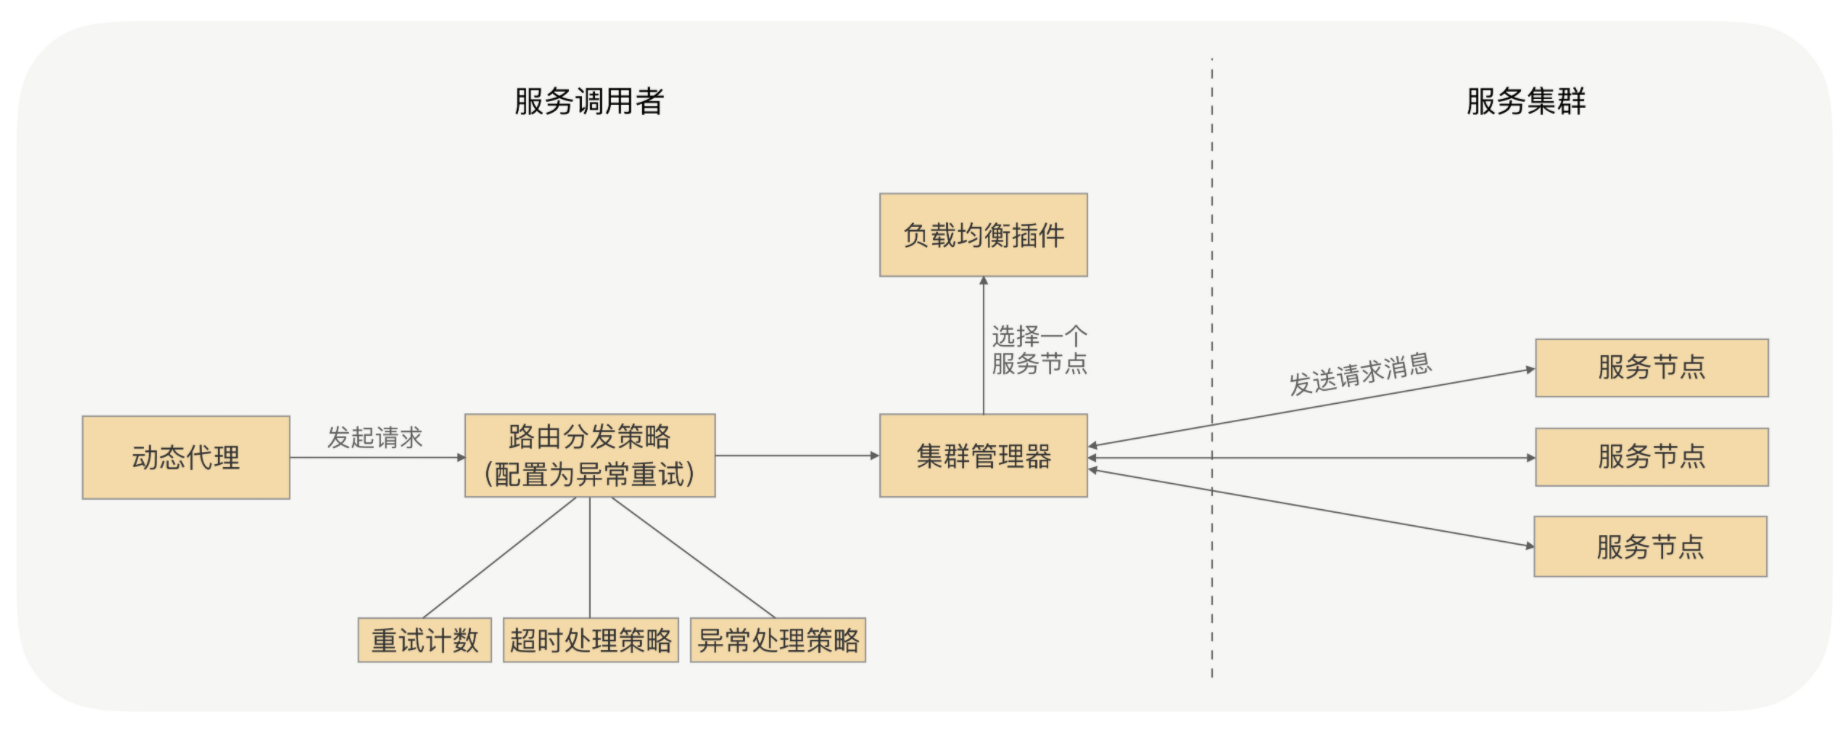 服务调用者
服务集群
负载均衡插件
选择一个
服务节点
发送请求消息
服务节点
动态代理
发起请求
路由分发策略
（配置为异常重试）
集群管理器
服务节点
服务节点
重试计数
超时处理策略
异常处理策略